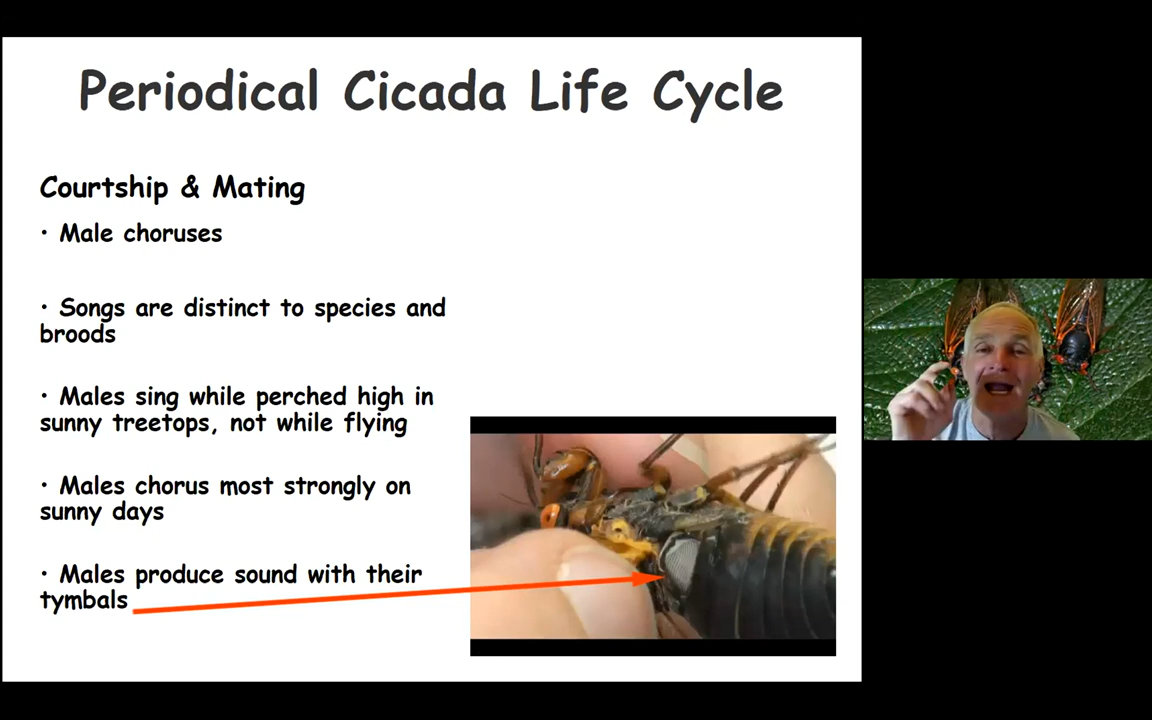 Periodical Cicada Life Cycle
Courtship & Mating
• Male choruses
• Songs are distinct to species and
broods
• Males sing while perched high in
sunny treetops, not while flying
• Males chorus most strongly on
sunny days
• Males produce sound with their
tymbals